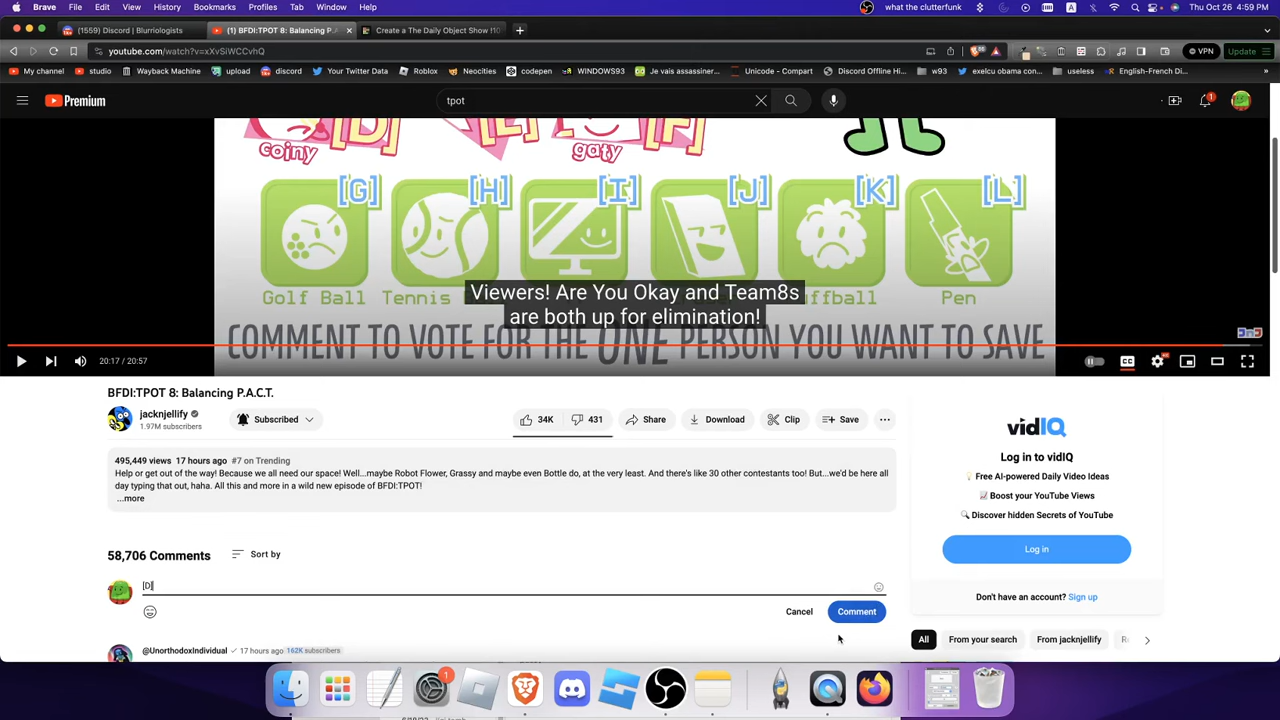 Brave File Edit View History Bookmarks Profiles Tab Window Help what the clutterfunk A Thu Oct 26 4:59 PM
(1559) Discord | Blurriologists (1) BFDI:TPOT 8: Balancing P.A.C.T. Create a The Daily Object Show f10
youtube.com/watch?v=xXvSiWCCvhQ VPN Update
My channel studio Wayback Machine upload discord Your Twitter Data Roblox Neocities codepen WINDOWS93 Je vais assassiner... Unicode - Compart Discord Offline Hi... w93 exelcu obama con... useless English-French Di... »
Premium tpot 1
[D] [E] [F]
cojny gaty
[G] [H] [I] [J] [K] [L]
Golf Ball Tennis Pen
Viewers! Are You Okay and Team8s
are both up for elimination!
COMMENT TO VOTE FOR THE ONE PERSON YOU WANT TO SAVE
20:17 / 20:57
BFDI:TPOT 8: Balancing P.A.C.T.
jacknjellify
1.97M subscribers
Subscribed 34K 431 Share Download Clip Save
495,449 views 17 hours ago #7 on Trending
Help or get out of the way! Because we all need our space! Well...maybe Robot Flower, Grassy and maybe even Bottle do, at the very least. And there's like 30 other contestants too! But...we'd be here all
day typing that out, haha. All this and more in a wild new episode of BFDI:TPOT!
...more
vidIQ
Log in to vidIQ
Free AI-powered Daily Video Ideas
Boost your YouTube Views
Discover hidden Secrets of YouTube
Log in
Don't have an account? Sign up
58,706 Comments Sort by
[D]
Cancel Comment
All From your search From jacknjellify
@UnorthodoxIndividual 17 hours ago 162K subscribers
1